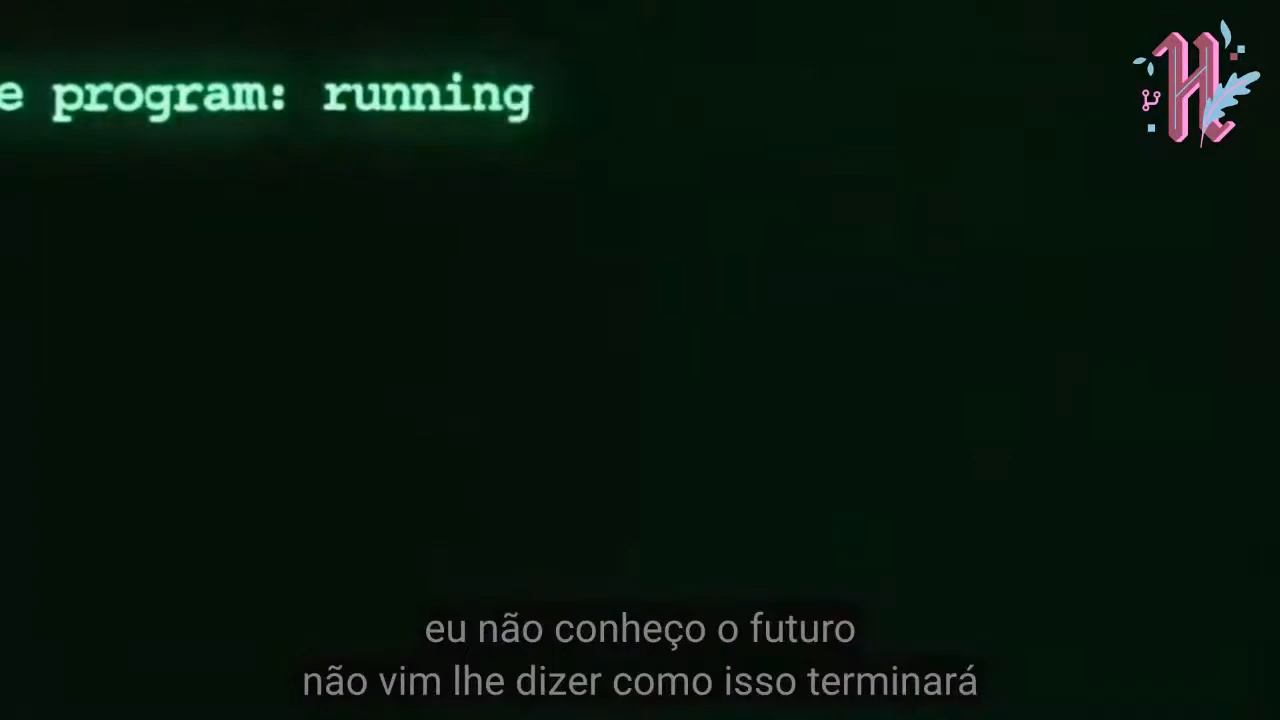 e program: running
eu não conheço o futuro
não vim lhe dizer como isso terminará